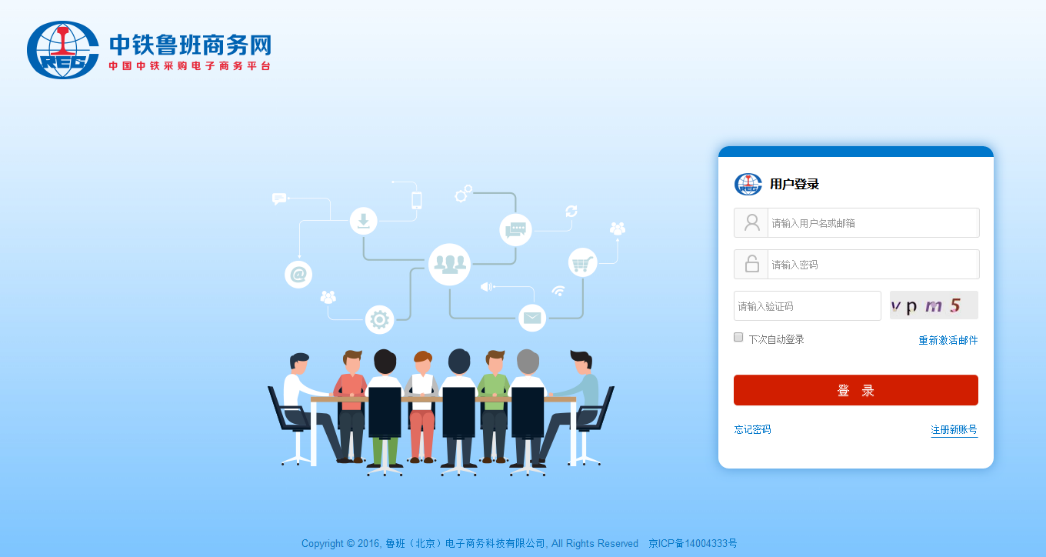 CREC
中铁鲁班商务网
中国中铁采购电子商务平台
用户登录
请输入用户名或邮箱
请输入密码
请输入验证码
vpm5
下次自动登录
重新激活邮件
登 录
忘记密码
注册新账号
Copyright © 2016, 鲁班（北京）电子商务科技有限公司, All Rights Reserved 京ICP备14004333号